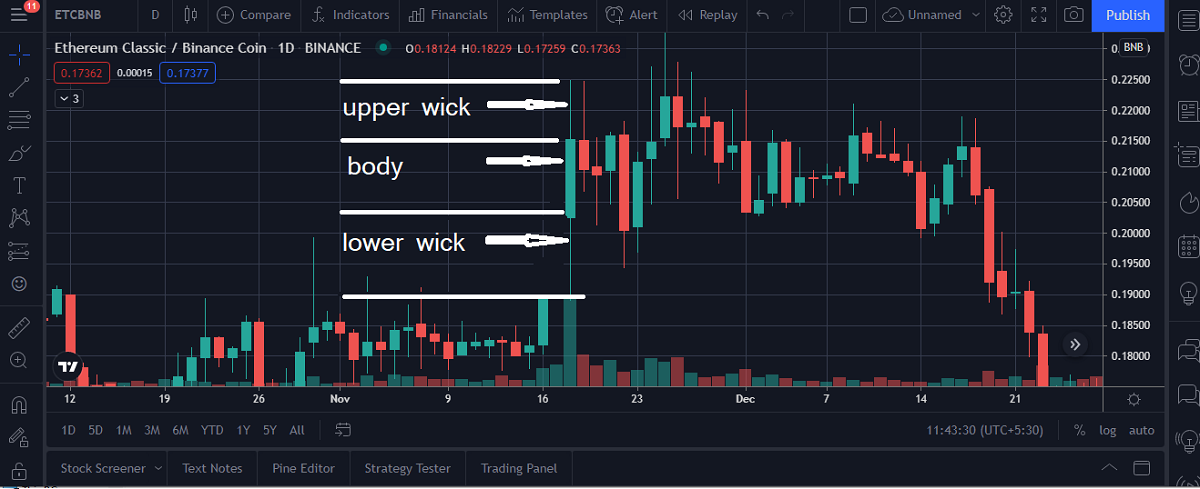 11
ETCBNB D Compare Indicators Financials Templates Alert Replay Unnamed Publish
Ethereum Classic / Binance Coin · 1D · BINANCE O0.18124 H0.18229 L0.17259 C0.17363
BNB
0.17362 0.00015 0.17377
3
0.22500
upper wick
0.22000
0.21500
body
0.21000
0.20500
0.20000
lower wick
0.19500
0.19000
0.18500
0.18000
12 19 26 Nov 9 16 23 Dec 7 14 21
1D 5D 1M 3M 6M YTD 1Y 5Y All 11:43:30 (UTC+5:30) % log auto
Stock Screener Text Notes Pine Editor Strategy Tester Trading Panel